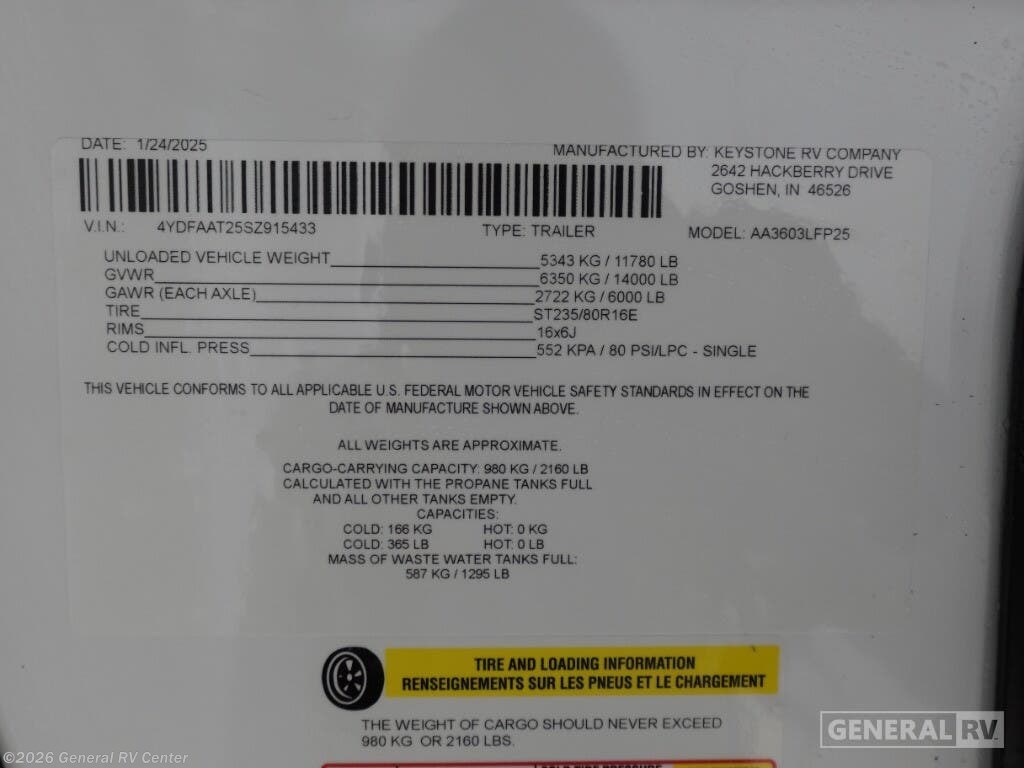 DATE: 1/24/2025
MANUFACTURED BY: KEYSTONE RV COMPANY
2642 HACKBERRY DRIVE
GOSHEN, IN 46526
V.I.N.: 4YDFAAT25SZ915433 TYPE: TRAILER MODEL: AA3603LFP25
UNLOADED VEHICLE WEIGHT 5343 KG / 11780 LB
GVWR 6350 KG / 14000 LB
GAWR (EACH AXLE) 2722 KG / 6000 LB
TIRE ST235/80R16E
RIMS 16x6J
COLD INFL. PRESS 552 KPA / 80 PSI/LPC - SINGLE
THIS VEHICLE CONFORMS TO ALL APPLICABLE U.S. FEDERAL MOTOR VEHICLE SAFETY STANDARDS IN EFFECT ON THE
DATE OF MANUFACTURE SHOWN ABOVE.
ALL WEIGHTS ARE APPROXIMATE.
CARGO-CARRYING CAPACITY: 980 KG / 2160 LB
CALCULATED WITH THE PROPANE TANKS FULL
AND ALL OTHER TANKS EMPTY.
CAPACITIES:
COLD: 166 KG HOT: 0 KG
COLD: 365 LB HOT: 0 LB
MASS OF WASTE WATER TANKS FULL:
587 KG / 1295 LB
TIRE AND LOADING INFORMATION
RENSEIGNEMENTS SUR LES PNEUS ET LE CHARGEMENT
THE WEIGHT OF CARGO SHOULD NEVER EXCEED
980 KG OR 2160 LBS.
GENERAL RV
©2026 General RV Center